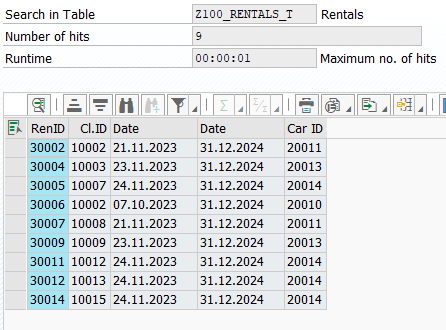 Search in Table Z100_RENTALS_T Rentals
Number of hits 9
Runtime 00:00:01 Maximum no. of hits
RenID Cl.ID Date Date Car ID
30002 10002 21.11.2023 31.12.2024 20011
30004 10003 23.11.2023 31.12.2024 20013
30005 10007 24.11.2023 31.12.2024 20014
30006 10002 07.10.2023 31.12.2024 20010
30007 10008 21.11.2023 31.12.2024 20011
30009 10009 23.11.2023 31.12.2024 20013
30011 10012 24.11.2023 31.12.2024 20014
30012 10013 24.11.2023 31.12.2024 20014
30014 10015 24.11.2023 31.12.2024 20014